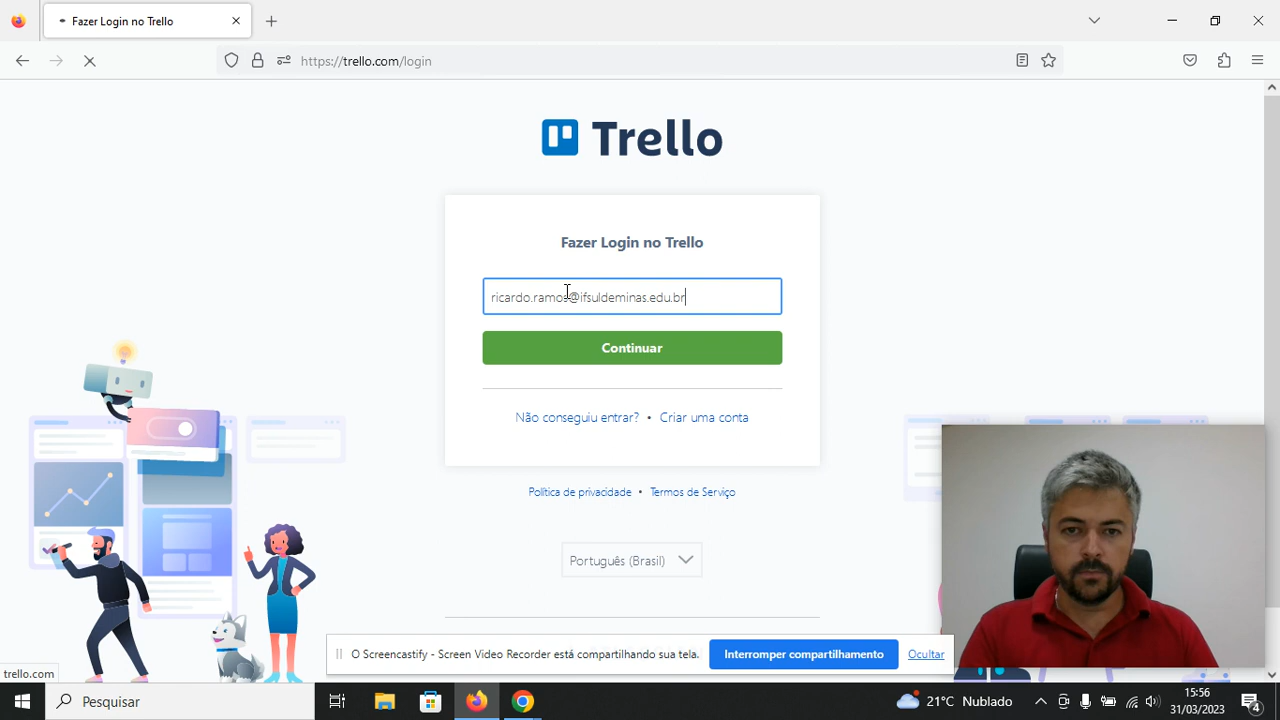 Fazer Login no Trello
https://trello.com/login
Trello
Fazer Login no Trello
ricardo.ramos@ifsuldeminas.edu.br
Continuar
Não conseguiu entrar? • Criar uma conta
Política de privacidade • Termos de Serviço
Português (Brasil)
O Screencastify - Screen Video Recorder está compartilhando sua tela.
Interromper compartilhamento
Ocultar
trello.com
Pesquisar
21°C Nublado
15:56
31/03/2023
4